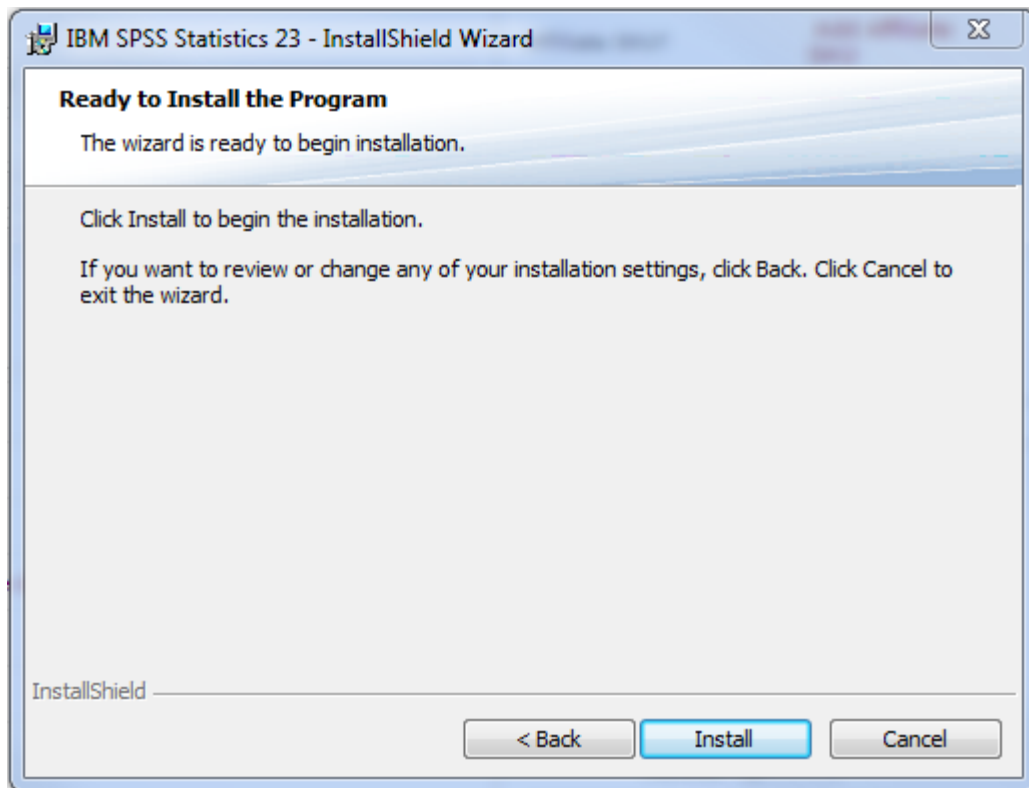 IBM SPSS Statistics 23 - InstallShield Wizard
Ready to Install the Program
The wizard is ready to begin installation.
Click Install to begin the installation.
If you want to review or change any of your installation settings, click Back. Click Cancel to
exit the wizard.
InstallShield
< Back
Install
Cancel